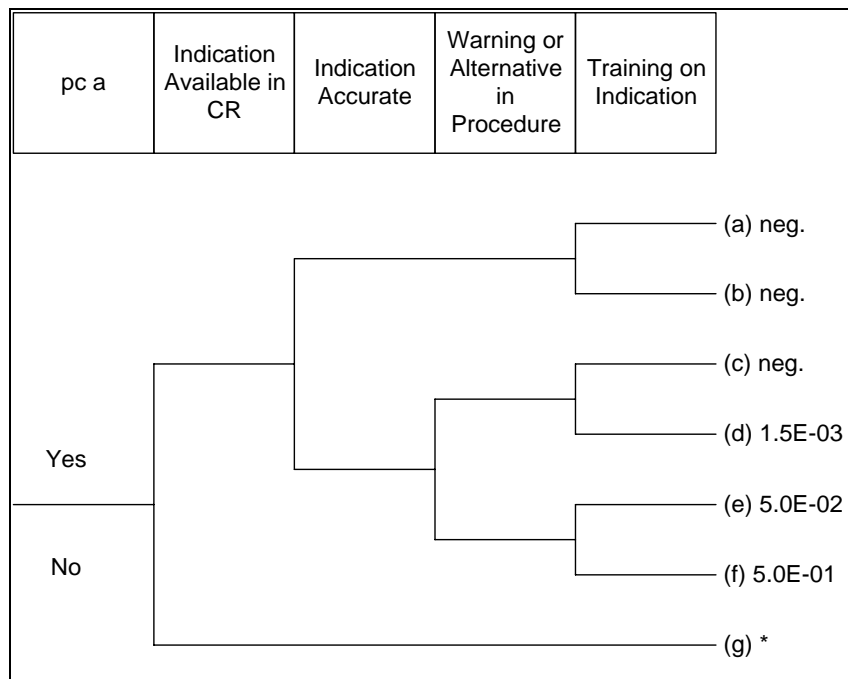 pc a
Indication
Available in
CR
Indication
Accurate
Warning or
Alternative
in
Procedure
Training on
Indication
(a) neg.
(b) neg.
(c) neg.
(d) 1.5E-03
Yes
(e) 5.0E-02
No
(f) 5.0E-01
(g) *